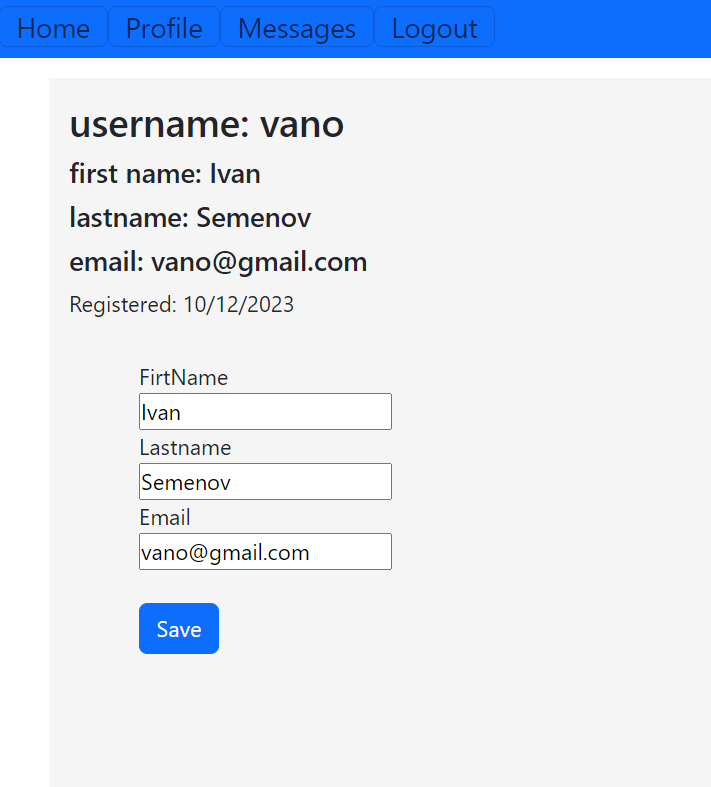 Home Profile Messages Logout
username: vano
first name: Ivan
lastname: Semenov
email: vano@gmail.com
Registered: 10/12/2023
FirtName
Ivan
Lastname
Semenov
Email
vano@gmail.com
Save